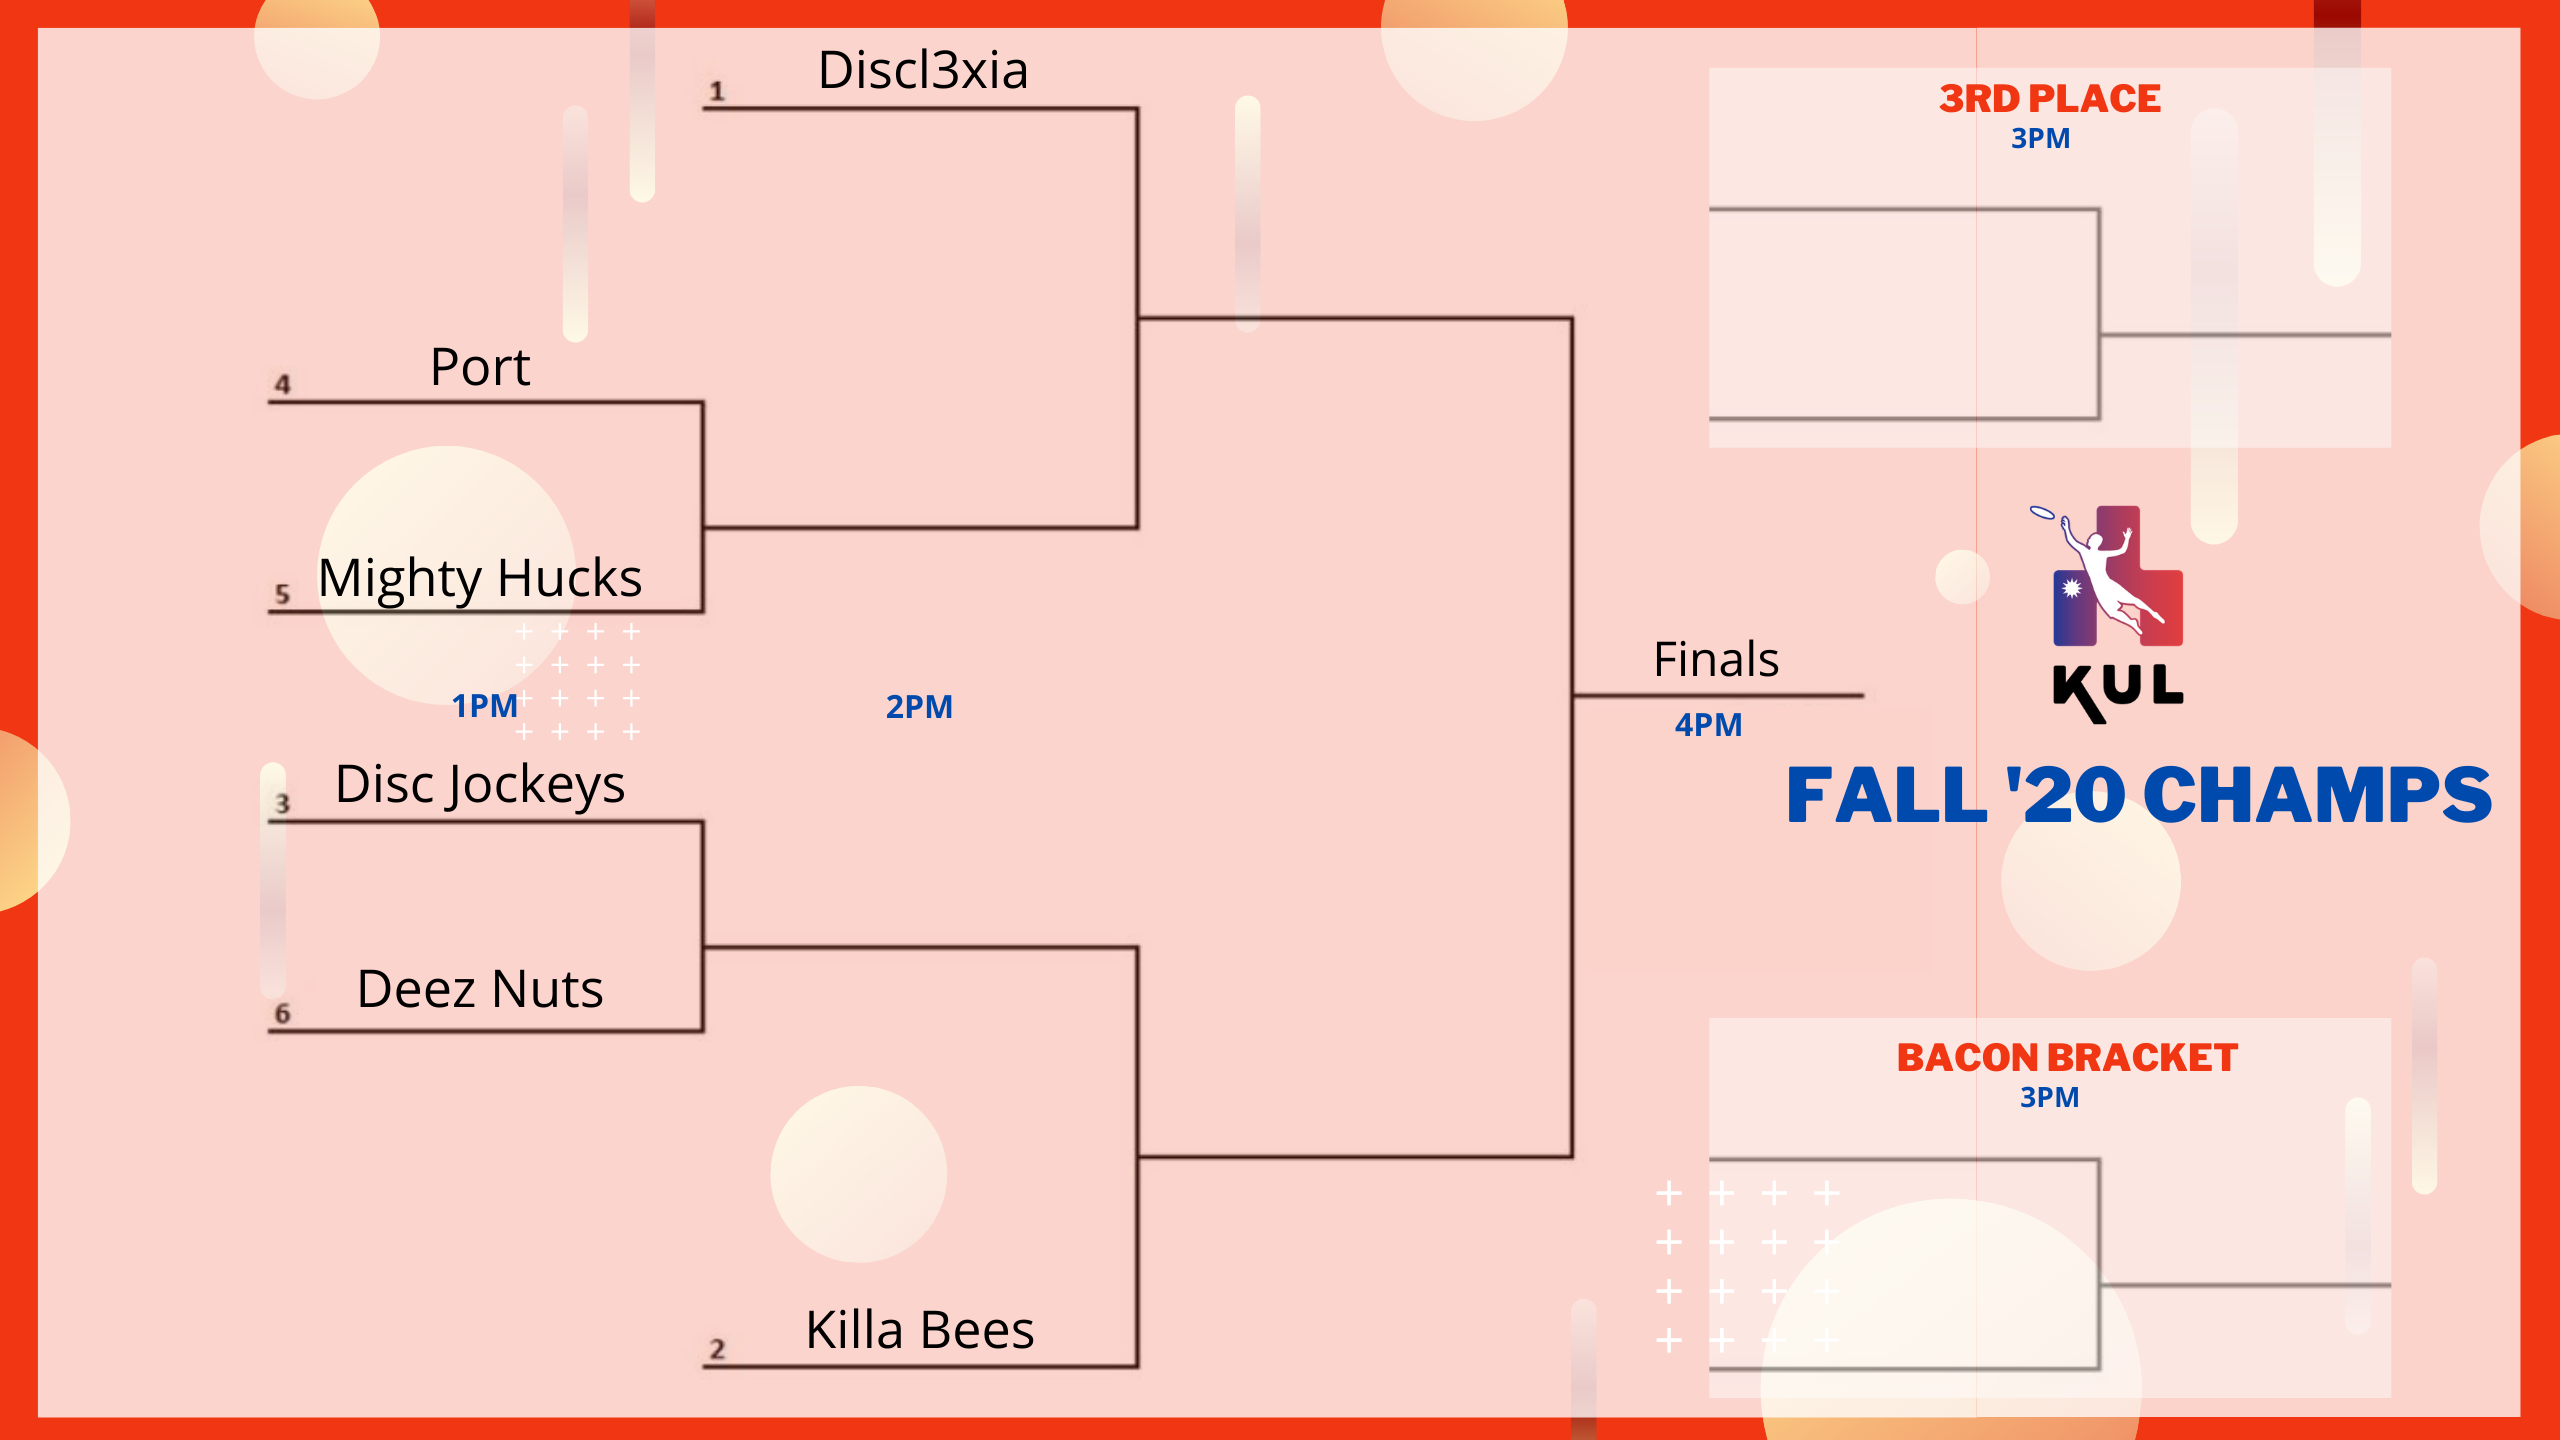 Discl3xia
1
Port
4
Mighty Hucks
5
1PM
2PM
Disc Jockeys
3
Deez Nuts
6
Killa Bees
2
Finals
4PM
3RD PLACE
3PM
KUL
FALL '20 CHAMPS
BACON BRACKET
3PM